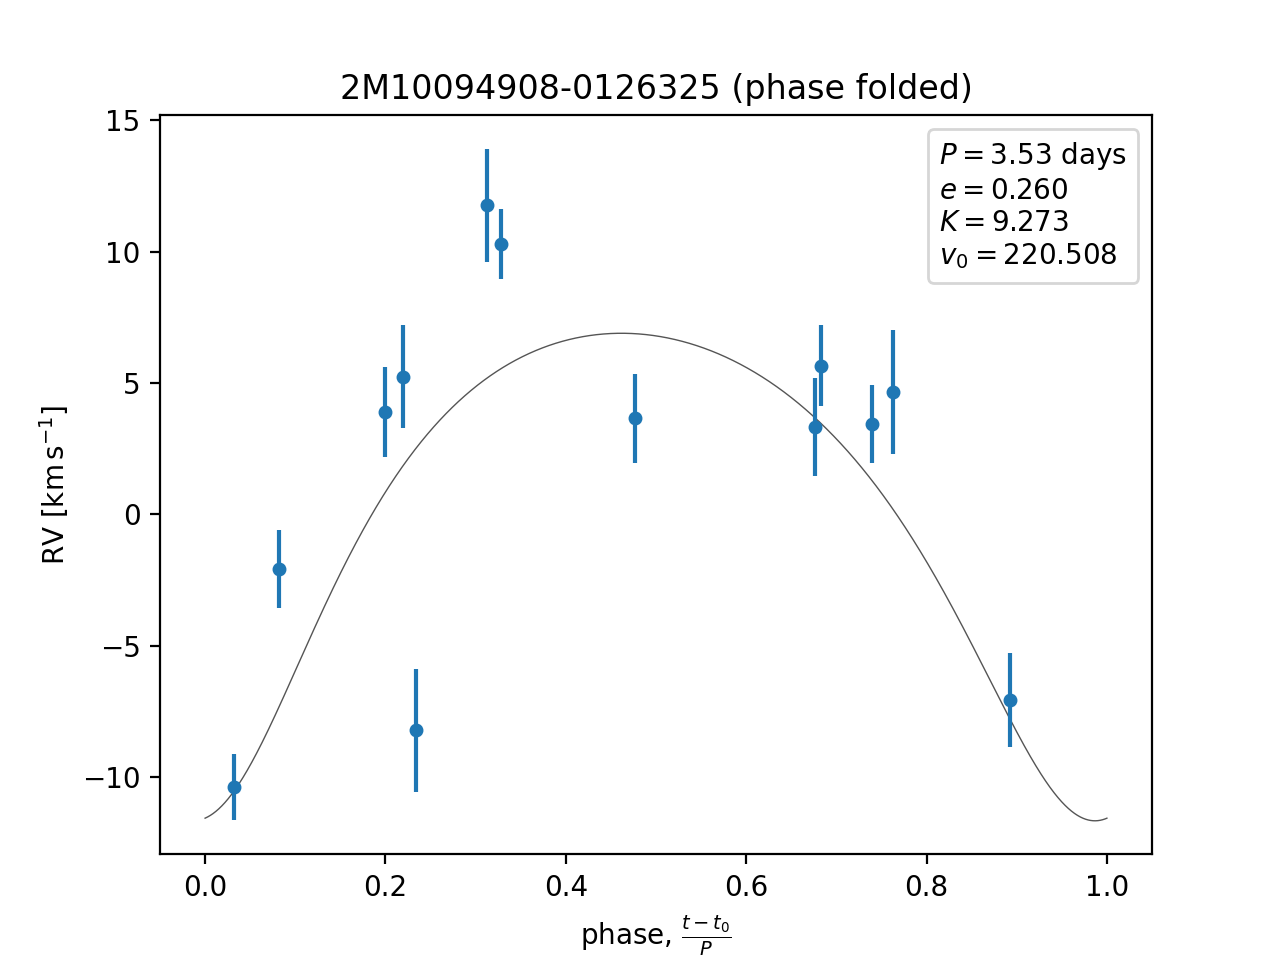 2M10094908-0126325 (phase folded)
P = 3.53 days
e = 0.260
K = 9.273
v₀ = 220.508
15
10
5
0
−5
−10
RV [km s⁻¹]
0.0 0.2 0.4 0.6 0.8 1.0
phase, (t − t₀)/P